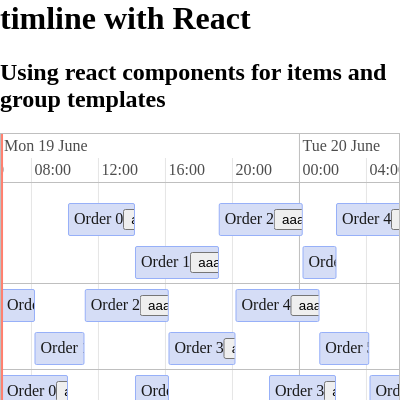 timline with React
Using react components for items and
group templates
Mon 19 June Tue 20 June
08:00 12:00 16:00 20:00 00:00 04:0
Order 0 Order 2 aaa Order 4
Order 1 aaa Orde
Orde Order 2 aaa Order 4 aaa
Order Order 3 a Order
Order 0 a Orde Order 3 a Ord